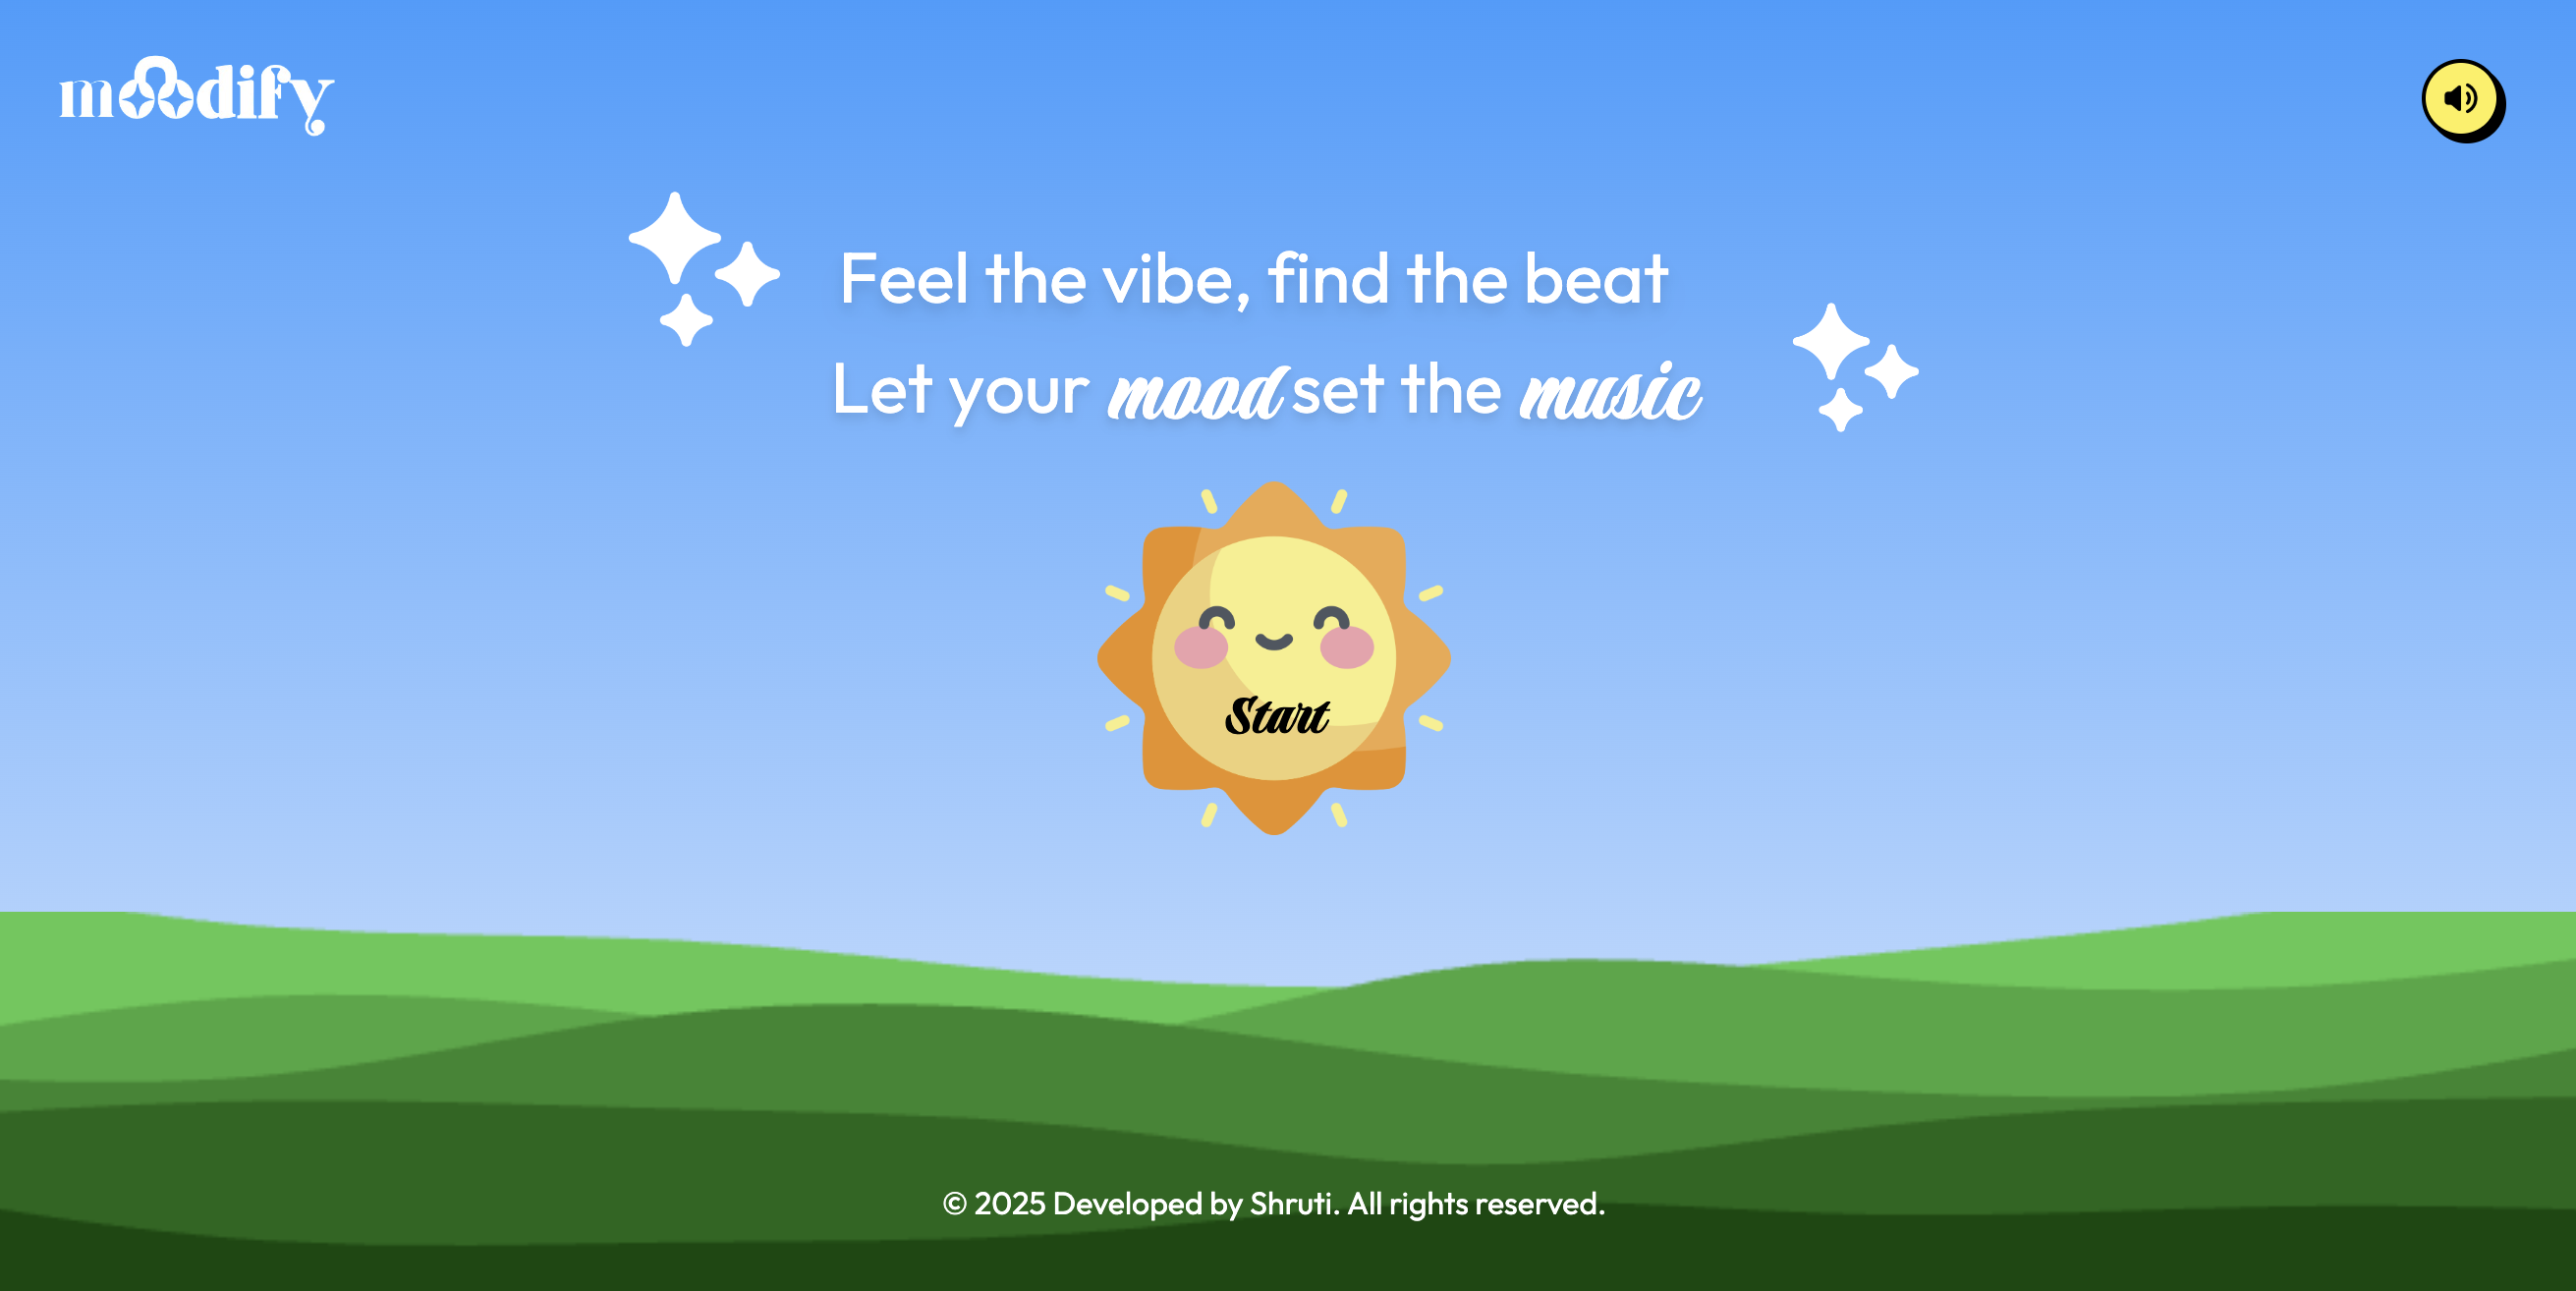 moodify
Feel the vibe, find the beat
Let your mood set the music
Start
© 2025 Developed by Shruti. All rights reserved.